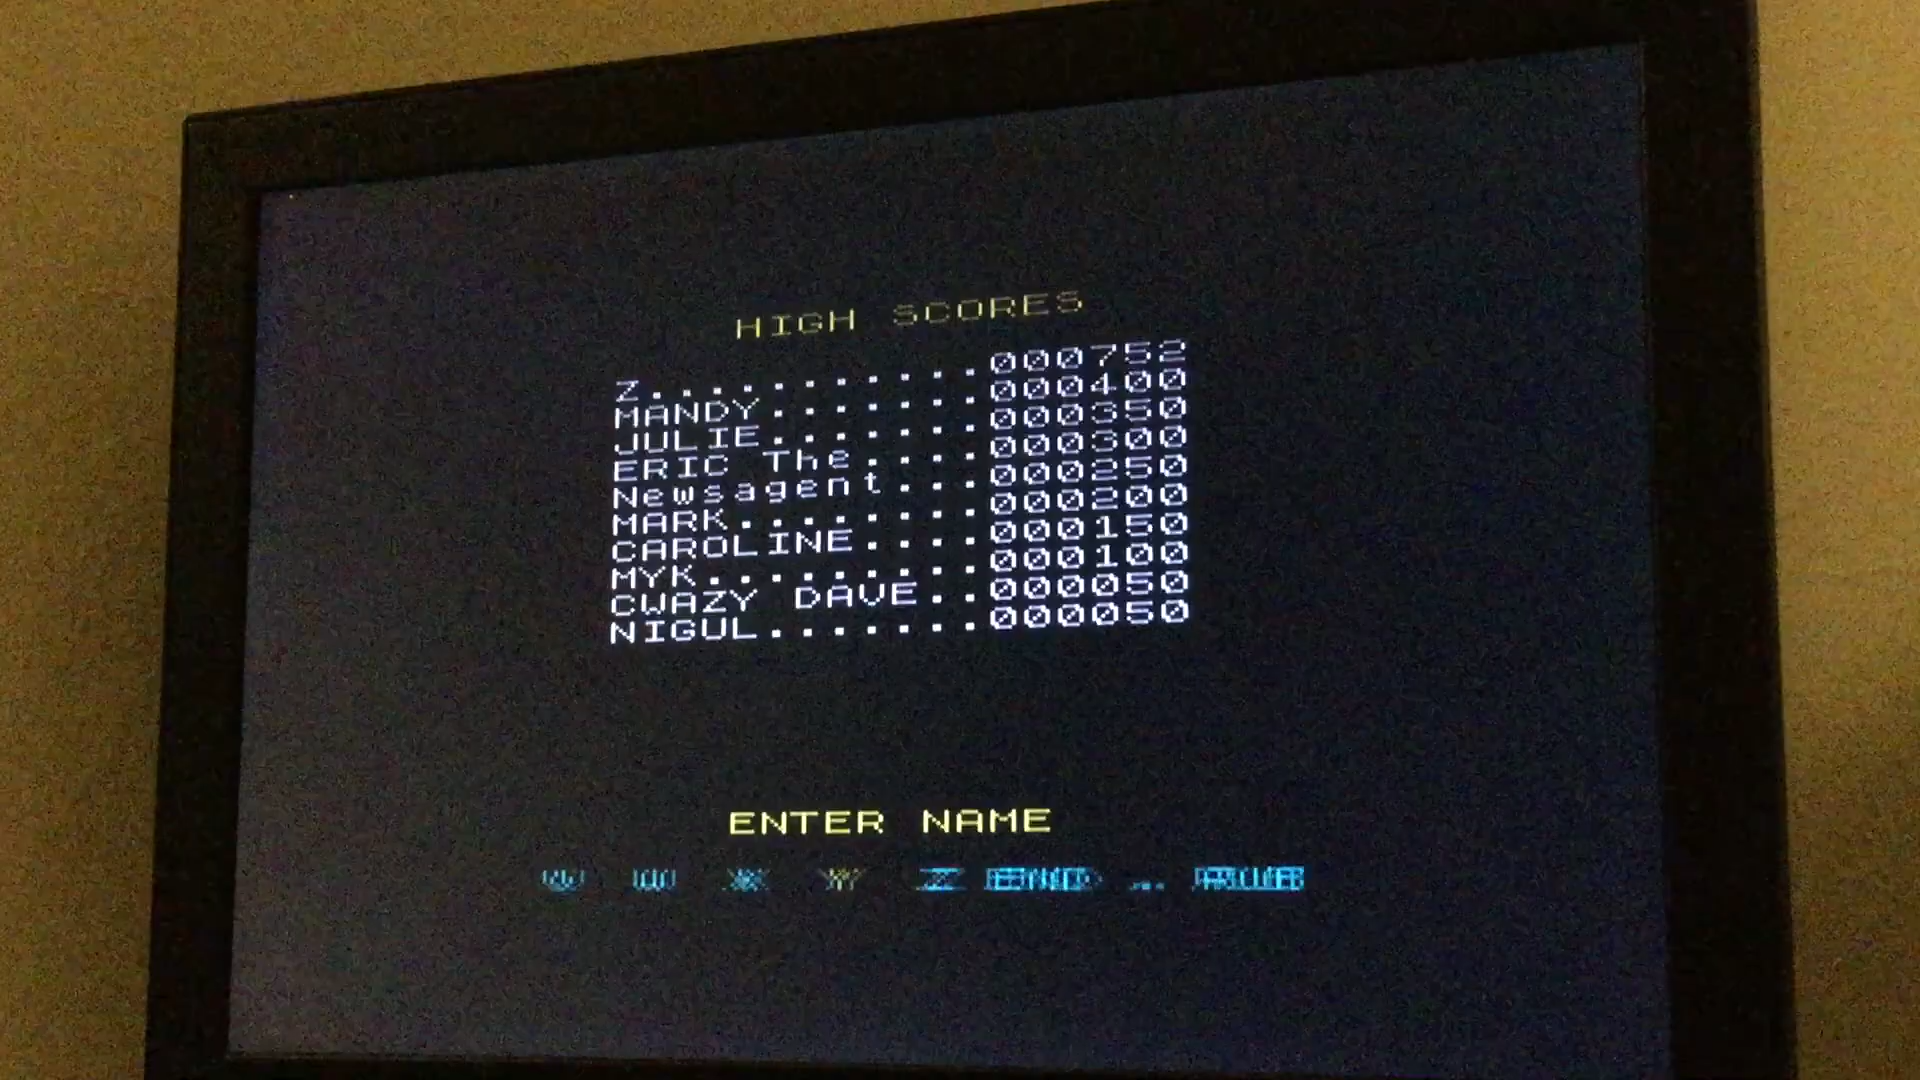 HIGH SCORES
Z...........000752
MANDY.......000400
JULIE.......000350
ERIC The....000300
Newsagent...000250
MARK........000200
CAROLINE....000150
MYK.........000100
CWAZY DAVE..000050
NIGUL.......000050
ENTER NAME